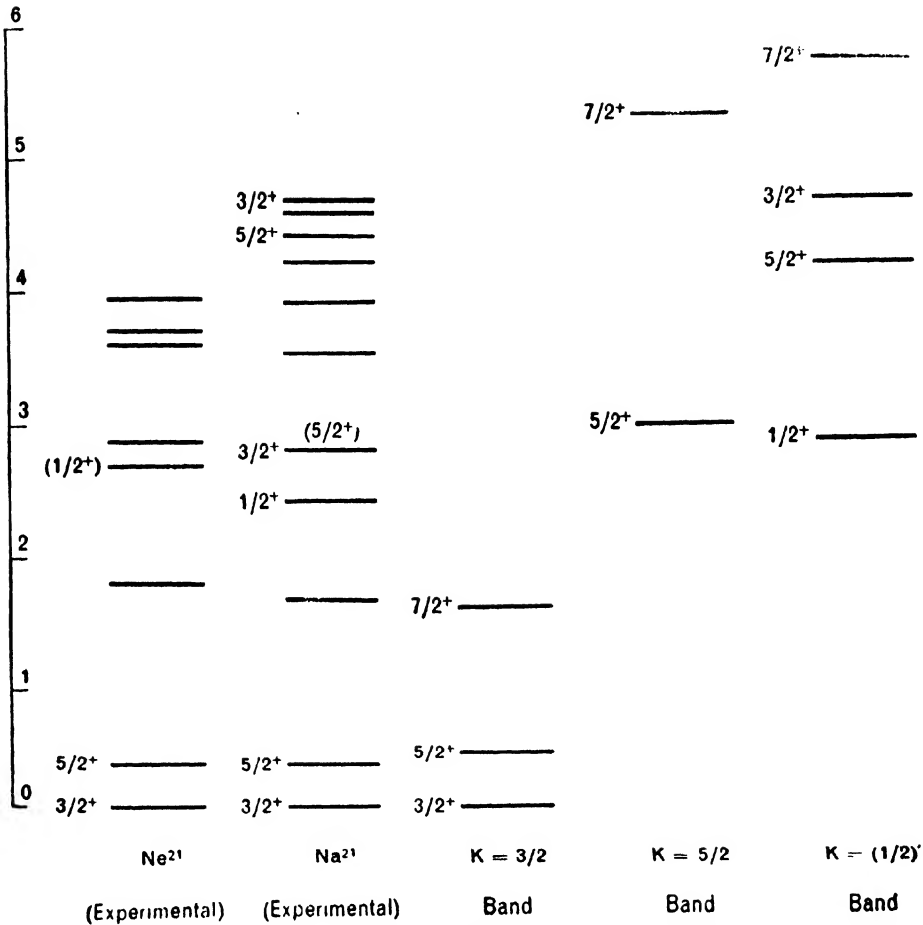 6
5
4
3
2
1
0
(1/2⁺)
5/2⁺
3/2⁺
Ne²¹
(Experimental)
3/2⁺
5/2⁺
(5/2⁺)
3/2⁺
1/2⁺
5/2⁺
3/2⁺
Na²¹
(Experimental)
7/2⁺
5/2⁺
3/2⁺
K = 3/2
Band
7/2⁺
5/2⁺
K = 5/2
Band
7/2⁺
3/2⁺
5/2⁺
1/2⁺
K = (1/2)'
Band